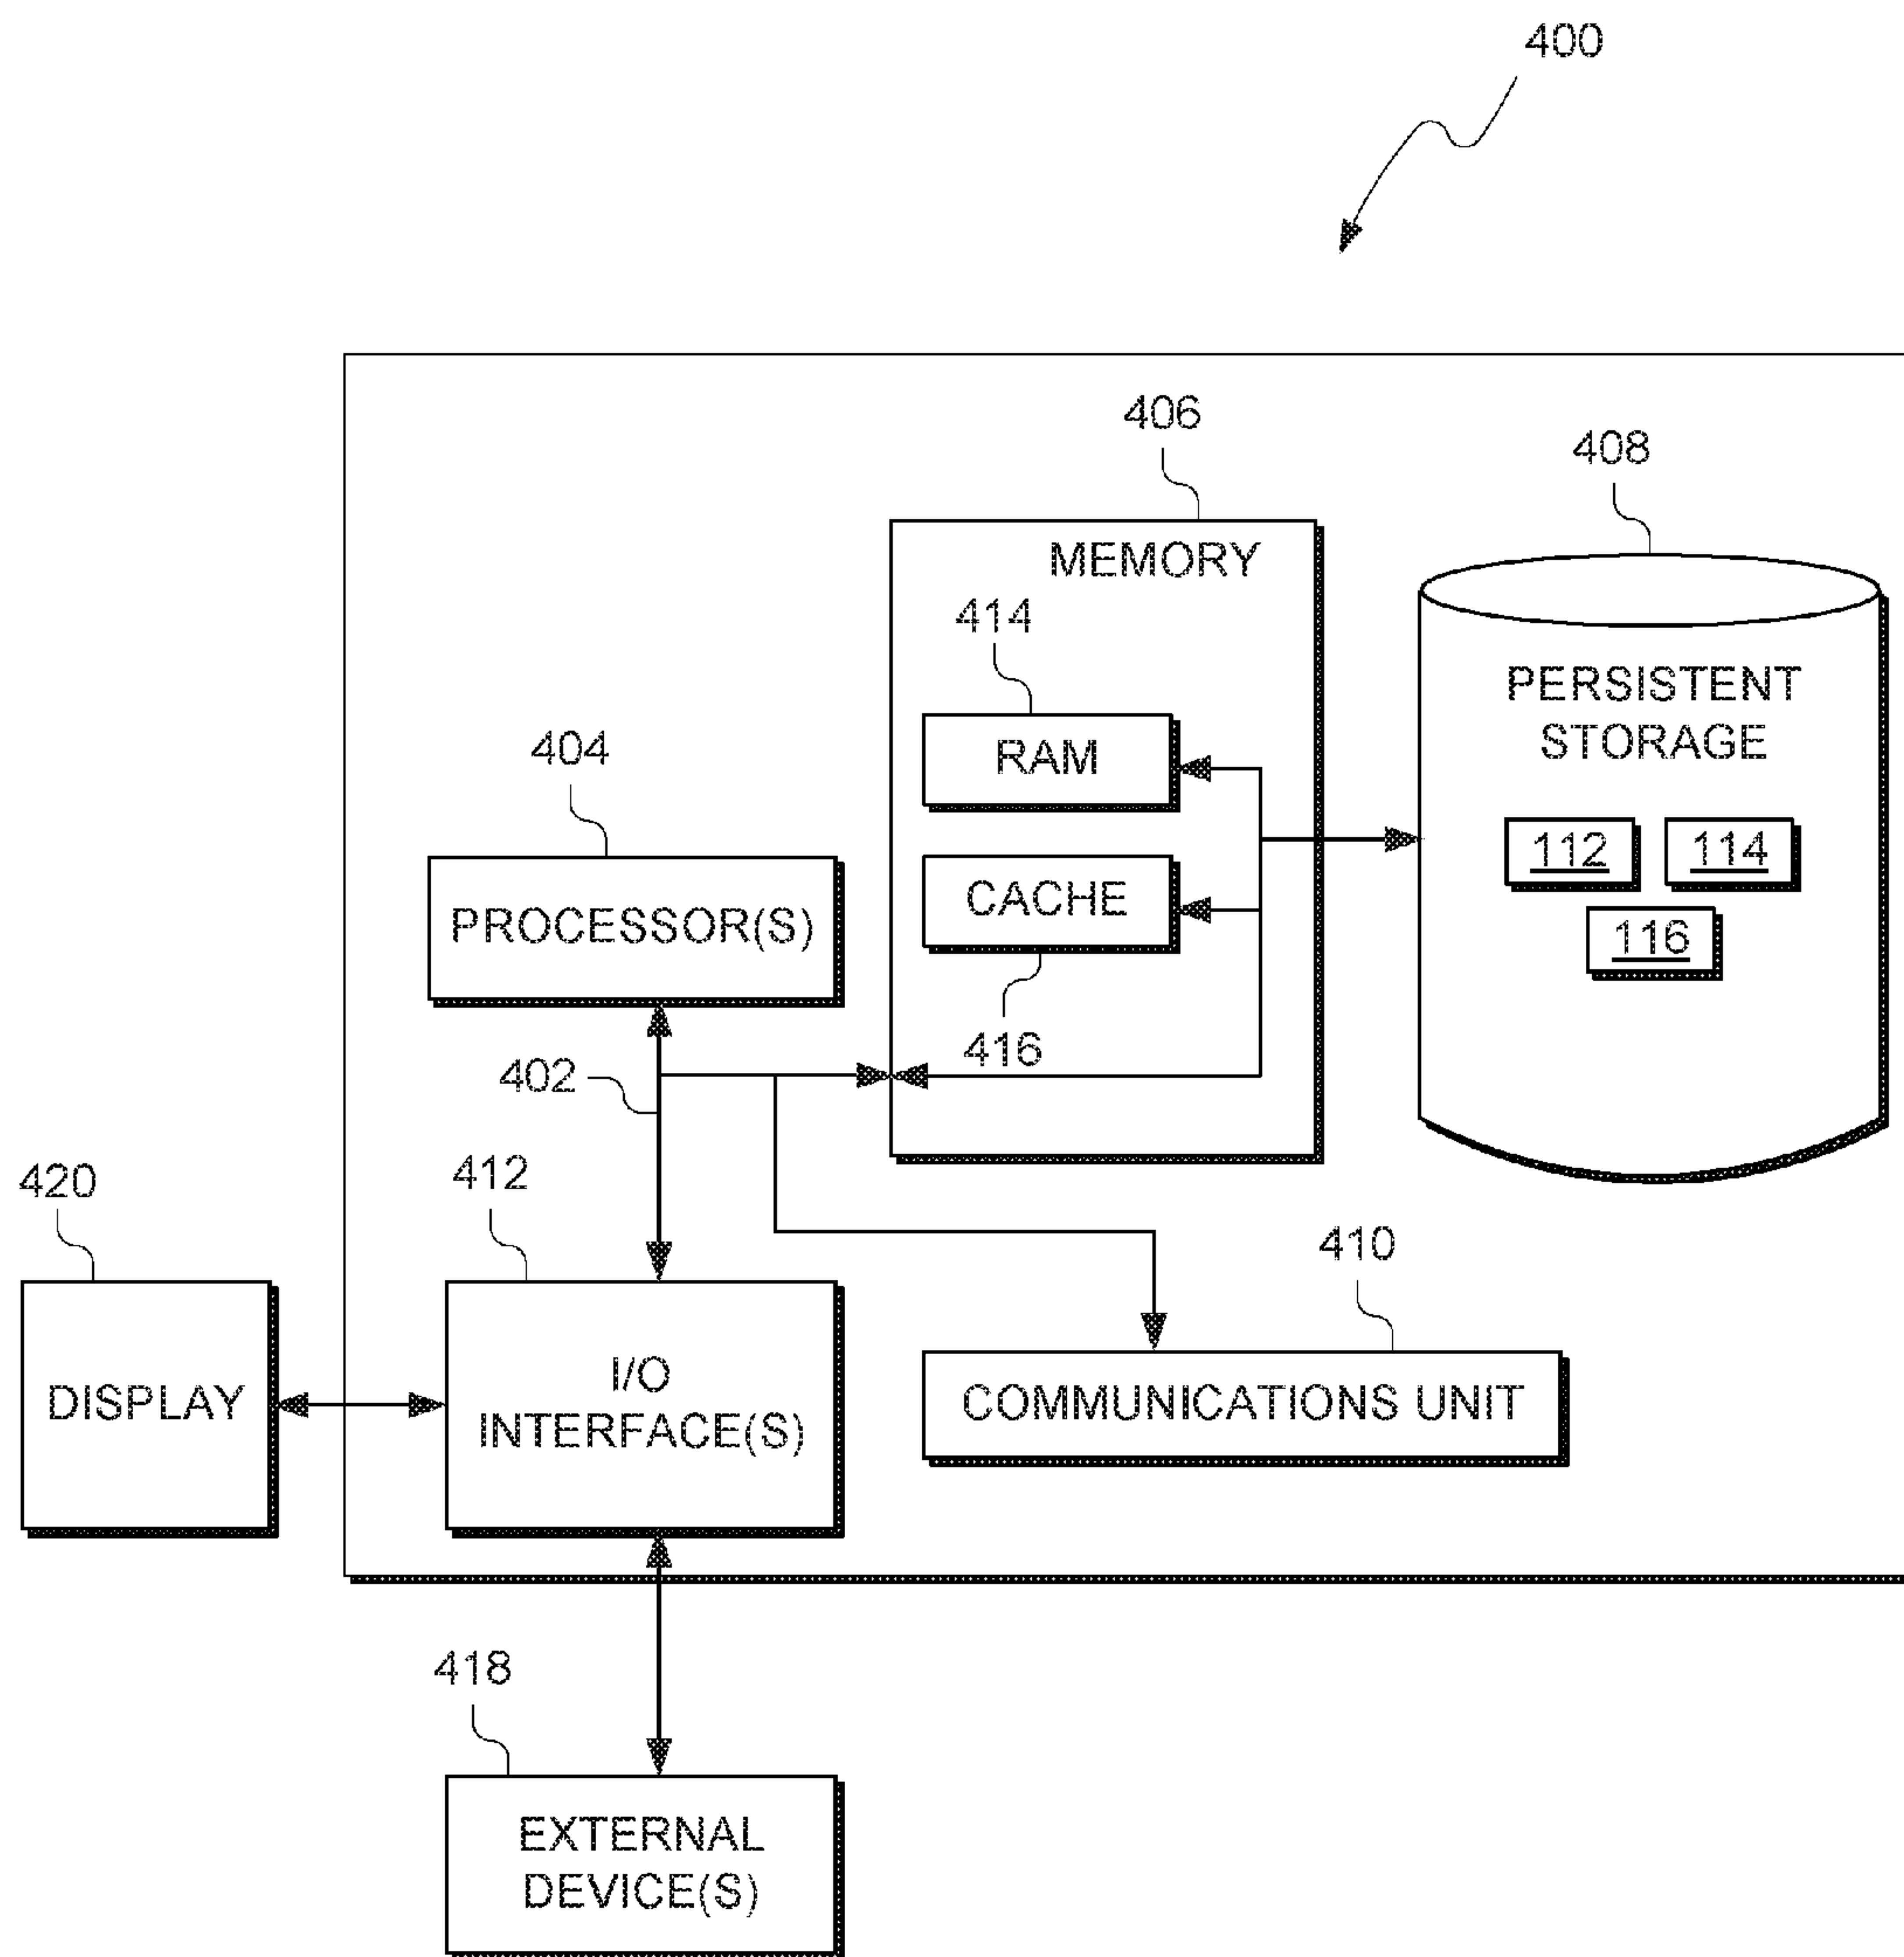 400
406
408
MEMORY
414
PERSISTENT
STORAGE
RAM
404
112
114
CACHE
PROCESSOR(S)
116
416
402
420
412
410
I/O
INTERFACE(S)
DISPLAY
COMMUNICATIONS UNIT
418
EXTERNAL
DEVICE(S)